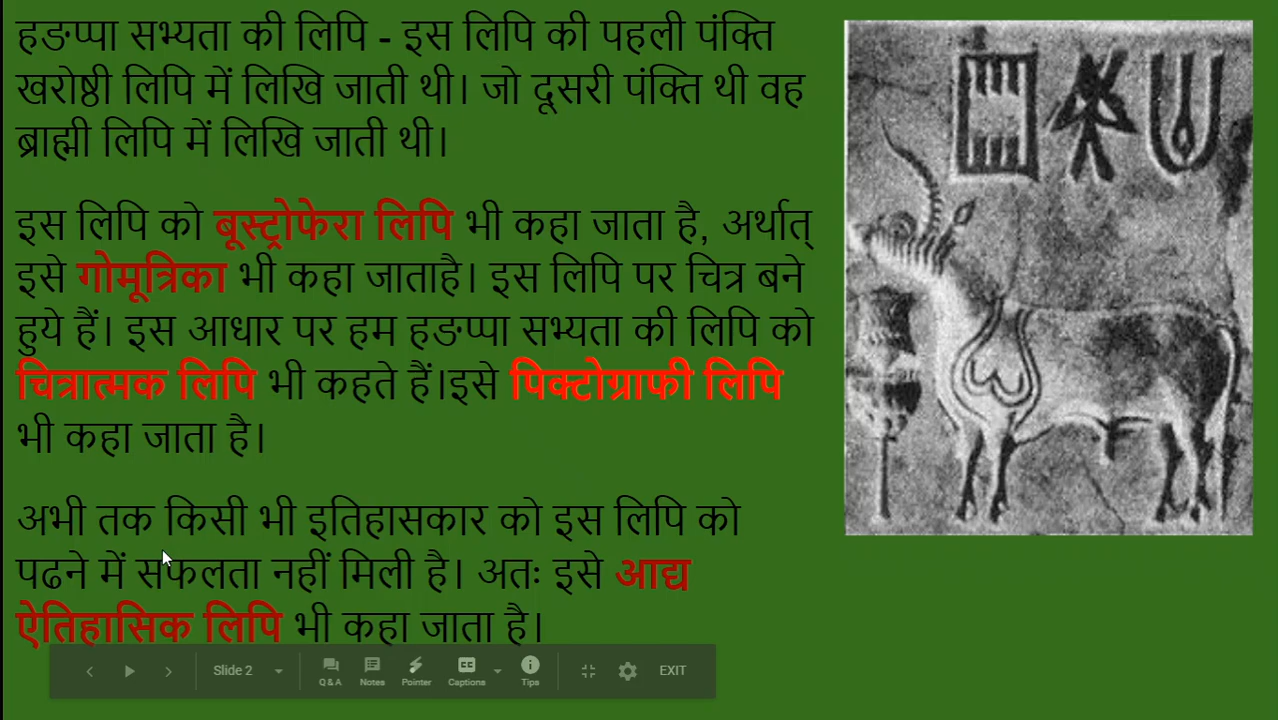 हङप्पा सभ्यता की लिपि - इस लिपि की पहली पंक्ति
खरोष्ठी लिपि में लिखि जाती थी। जो दूसरी पंक्ति थी वह
ब्राह्मी लिपि में लिखि जाती थी।
इस लिपि को बूस्ट्रोफेरा लिपि भी कहा जाता है, अर्थात्
इसे गोमूत्रिका भी कहा जाताहै। इस लिपि पर चित्र बने
हुये हैं। इस आधार पर हम हङप्पा सभ्यता की लिपि को
चित्रात्मक लिपि भी कहते हैं।इसे पिक्टोग्राफी लिपि
भी कहा जाता है।
अभी तक किसी भी इतिहासकार को इस लिपि को
पढने में सफलता नहीं मिली है। अतः इसे आद्य
ऐतिहासिक लिपि भी कहा जाता है।
Slide 2
Q & A Notes Pointer Captions Tips
EXIT